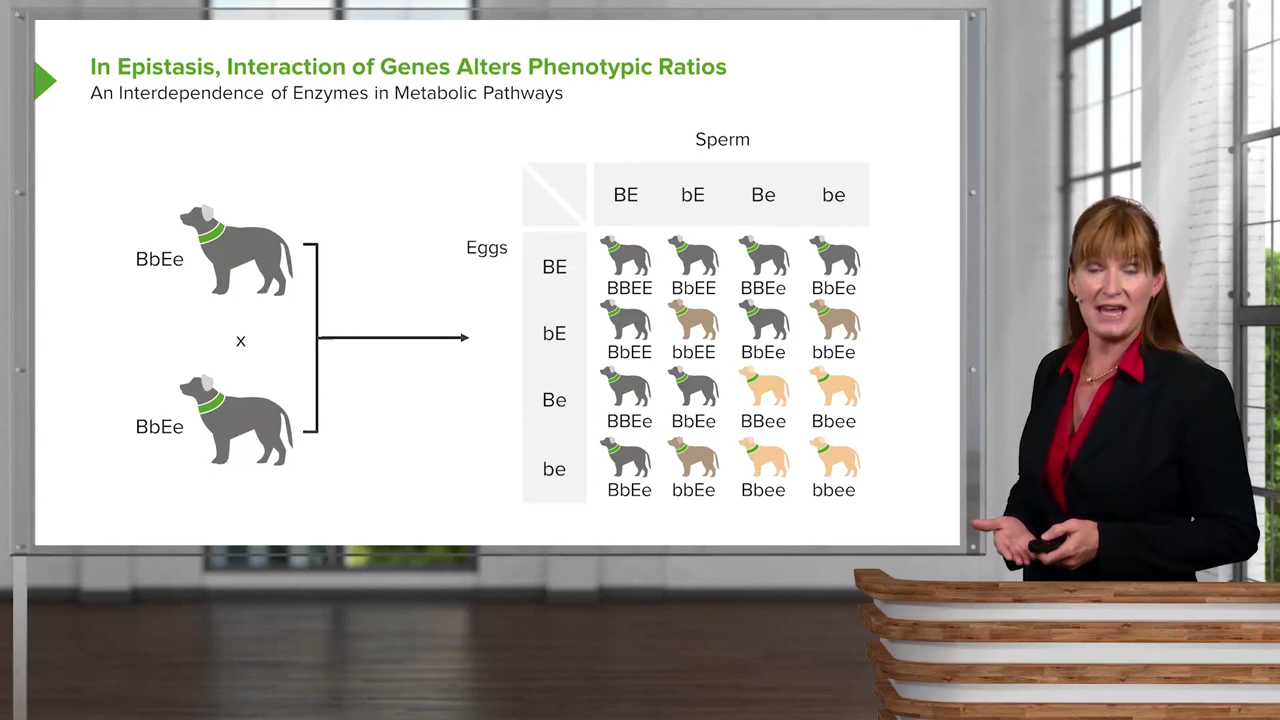 In Epistasis, Interaction of Genes Alters Phenotypic Ratios
An Interdependence of Enzymes in Metabolic Pathways
Sperm
BE bE Be be
Eggs
BE
BBEE BbEE BBEe BbEe
bE
BbEE bbEE BbEe bbEe
Be
BBEe BbEe BBee Bbee
be
BbEe bbEe Bbee bbee
BbEe
x
BbEe